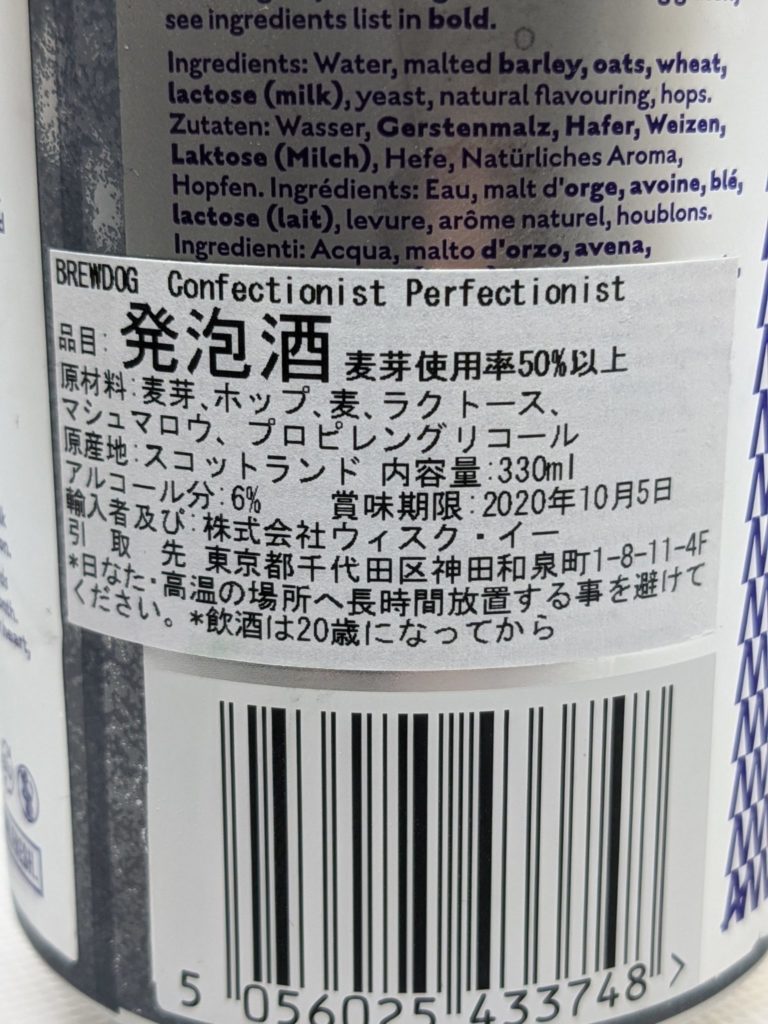 see ingredients list in bold.
Ingredients: Water, malted barley, oats, wheat,
lactose (milk), yeast, natural flavouring, hops.
Zutaten: Wasser, Gerstenmalz, Hafer, Weizen,
Laktose (Milch), Hefe, Natürliches Aroma,
Hopfen. Ingrédients: Eau, malt d'orge, avoine, blé,
lactose (lait), levure, arôme naturel, houblons.
Ingredienti: Acqua, malto d'orzo, avena,
BREWDOG Confectionist Perfectionist
品目: 発泡酒 麦芽使用率50%以上
原材料:麦芽、ホップ、麦、ラクトース、
マシュマロウ、プロピレングリコール
原産地:スコットランド 内容量:330ml
アルコール分:6% 賞味期限:2020年10月5日
輸入者及び:株式会社ウィスク・イー
引取先 東京都千代田区神田和泉町1-8-11-4F
*日なた・高温の場所へ長時間放置する事を避けて
ください。*飲酒は20歳になってから
5 056025 433748 >